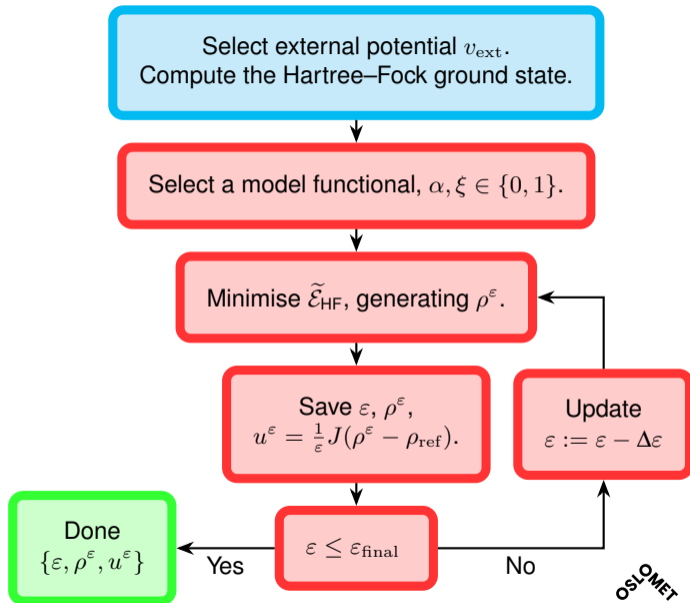 Select external potential v_ext.
Compute the Hartree–Fock ground state.
Select a model functional, α, ξ ∈ {0, 1}.
Minimise ℰ̃_HF, generating ρ^ε.
Save ε, ρ^ε,
u^ε = 1/ε J(ρ^ε − ρ_ref).
Update
ε := ε − Δε
ε ≤ ε_final
Yes
No
Done
{ε, ρ^ε, u^ε}
OSLOMET